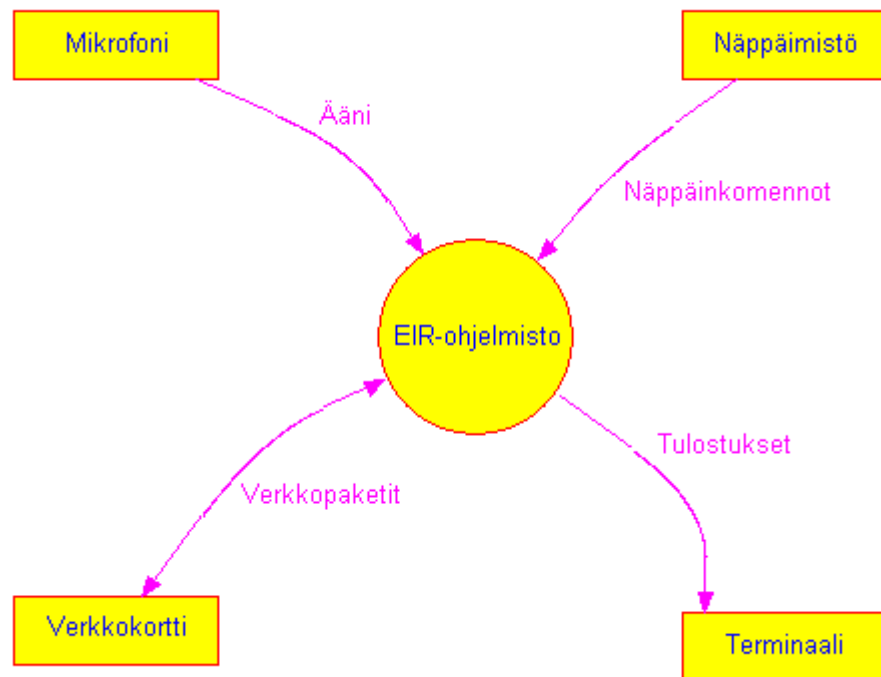 Mikrofoni
Näppäimistö
Ääni
Näppäinkomennot
EIR-ohjelmisto
Tulostukset
Verkkopaketit
Verkkokortti
Terminaali